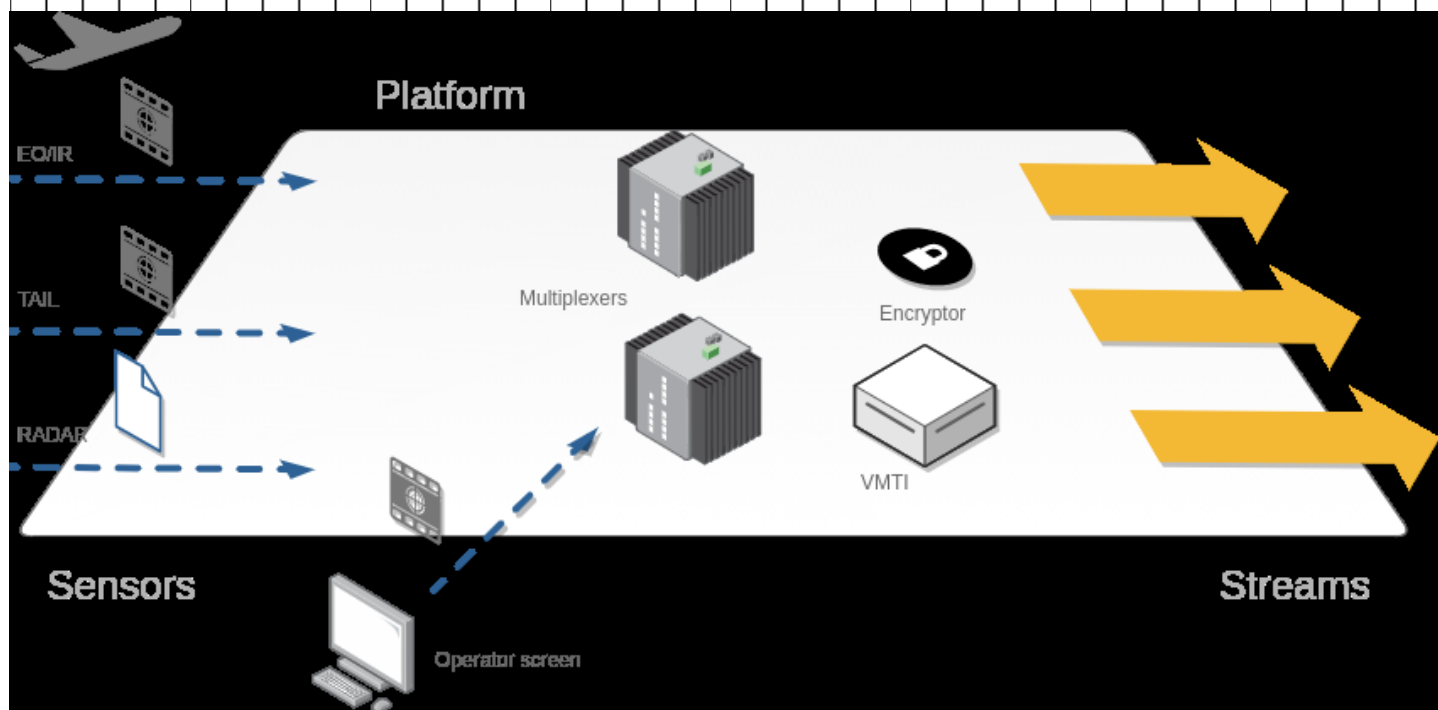 Platform
EO/IR
TAIL
Multiplexers
Encryptor
RADAR
VMTI
Sensors
Streams
Operator screen